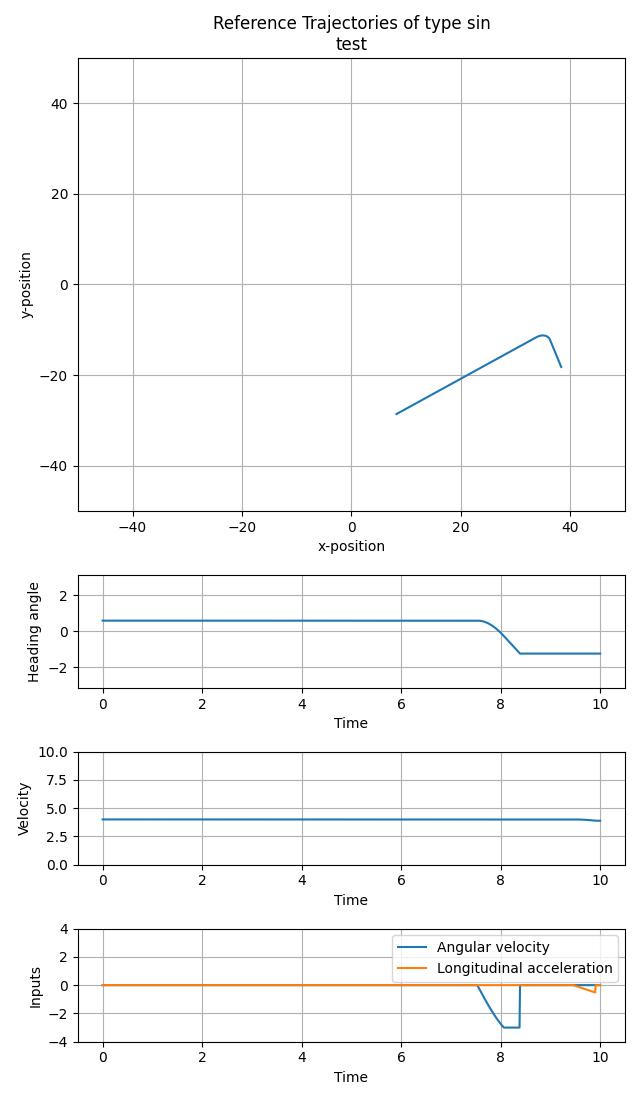 Reference Trajectories of type sin
test
y-position
40
20
0
−20
−40
−40 −20 0 20 40
x-position
Heading angle
2
0
−2
0 2 4 6 8 10
Time
Velocity
10.0
7.5
5.0
2.5
0.0
0 2 4 6 8 10
Time
Inputs
4
2
0
−2
−4
Angular velocity
Longitudinal acceleration
0 2 4 6 8 10
Time